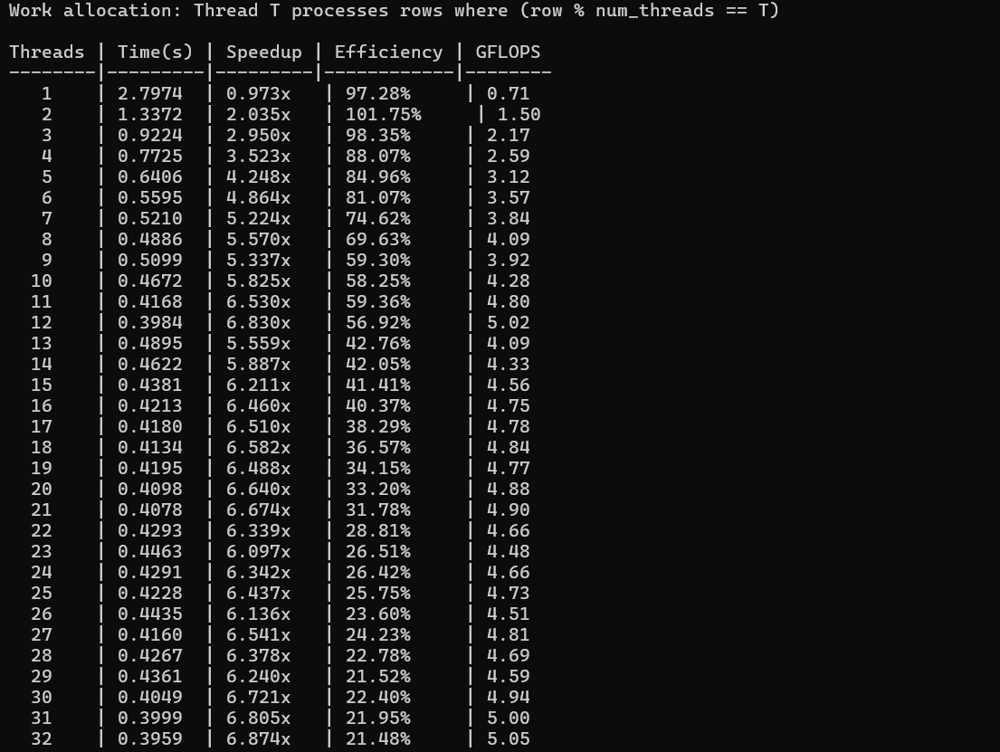 Work allocation: Thread T processes rows where (row % num_threads == T)
Threads | Time(s) | Speedup | Efficiency | GFLOPS
--------|---------|---------|------------|--------
   1    | 2.7974  | 0.973x   | 97.28%     | 0.71
   2    | 1.3372  | 2.035x   | 101.75%     | 1.50
   3    | 0.9224  | 2.950x   | 98.35%     | 2.17
   4    | 0.7725  | 3.523x   | 88.07%     | 2.59
   5    | 0.6406  | 4.248x   | 84.96%     | 3.12
   6    | 0.5595  | 4.864x   | 81.07%     | 3.57
   7    | 0.5210  | 5.224x   | 74.62%     | 3.84
   8    | 0.4886  | 5.570x   | 69.63%     | 4.09
   9    | 0.5099  | 5.337x   | 59.30%     | 3.92
  10    | 0.4672  | 5.825x   | 58.25%     | 4.28
  11    | 0.4168  | 6.530x   | 59.36%     | 4.80
  12    | 0.3984  | 6.830x   | 56.92%     | 5.02
  13    | 0.4895  | 5.559x   | 42.76%     | 4.09
  14    | 0.4622  | 5.887x   | 42.05%     | 4.33
  15    | 0.4381  | 6.211x   | 41.41%     | 4.56
  16    | 0.4213  | 6.460x   | 40.37%     | 4.75
  17    | 0.4180  | 6.510x   | 38.29%     | 4.78
  18    | 0.4134  | 6.582x   | 36.57%     | 4.84
  19    | 0.4195  | 6.488x   | 34.15%     | 4.77
  20    | 0.4098  | 6.640x   | 33.20%     | 4.88
  21    | 0.4078  | 6.674x   | 31.78%     | 4.90
  22    | 0.4293  | 6.339x   | 28.81%     | 4.66
  23    | 0.4463  | 6.097x   | 26.51%     | 4.48
  24    | 0.4291  | 6.342x   | 26.42%     | 4.66
  25    | 0.4228  | 6.437x   | 25.75%     | 4.73
  26    | 0.4435  | 6.136x   | 23.60%     | 4.51
  27    | 0.4160  | 6.541x   | 24.23%     | 4.81
  28    | 0.4267  | 6.378x   | 22.78%     | 4.69
  29    | 0.4361  | 6.240x   | 21.52%     | 4.59
  30    | 0.4049  | 6.721x   | 22.40%     | 4.94
  31    | 0.3999  | 6.805x   | 21.95%     | 5.00
  32    | 0.3959  | 6.874x   | 21.48%     | 5.05